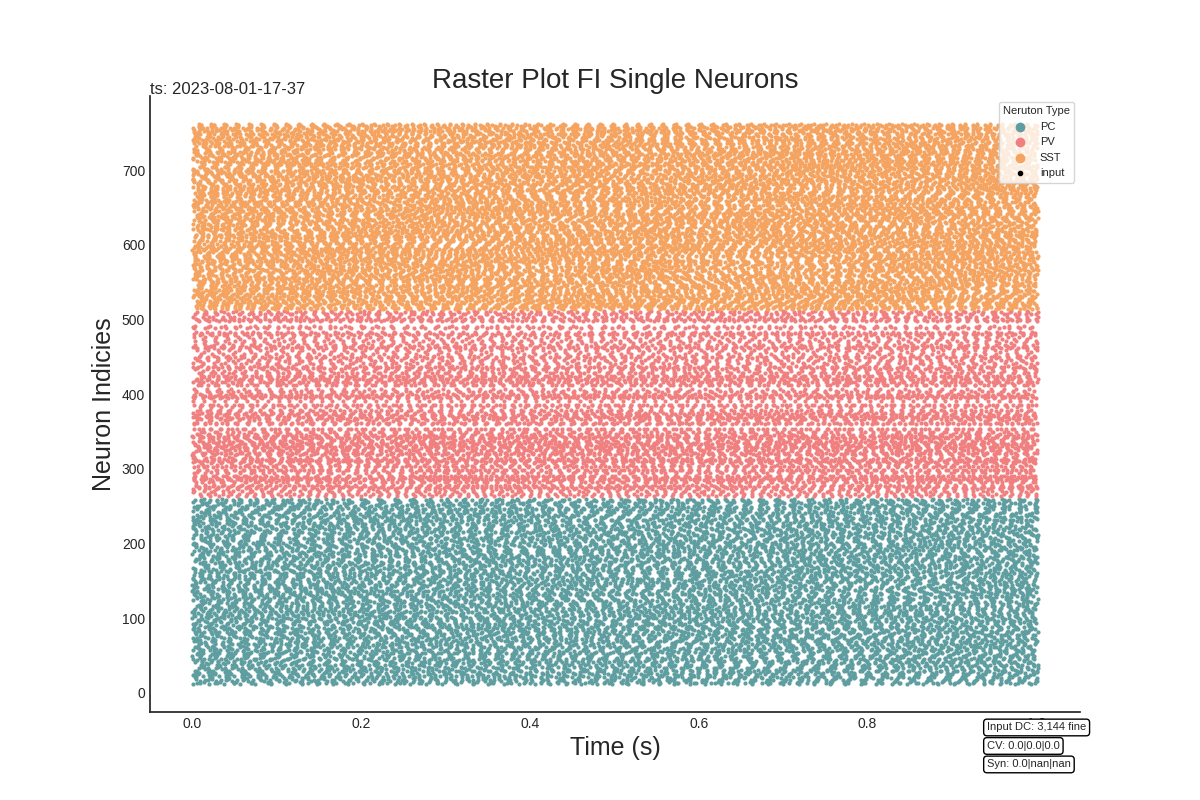 Raster Plot FI Single Neurons
ts: 2023-08-01-17-37
Neruton Type
PC
PV
SST
input
Neuron Indicies
700
600
500
400
300
200
100
0
0.0 0.2 0.4 0.6 0.8
Time (s)
Input DC: 3,144 fine
CV: 0.0|0.0|0.0
Syn: 0.0|nan|nan